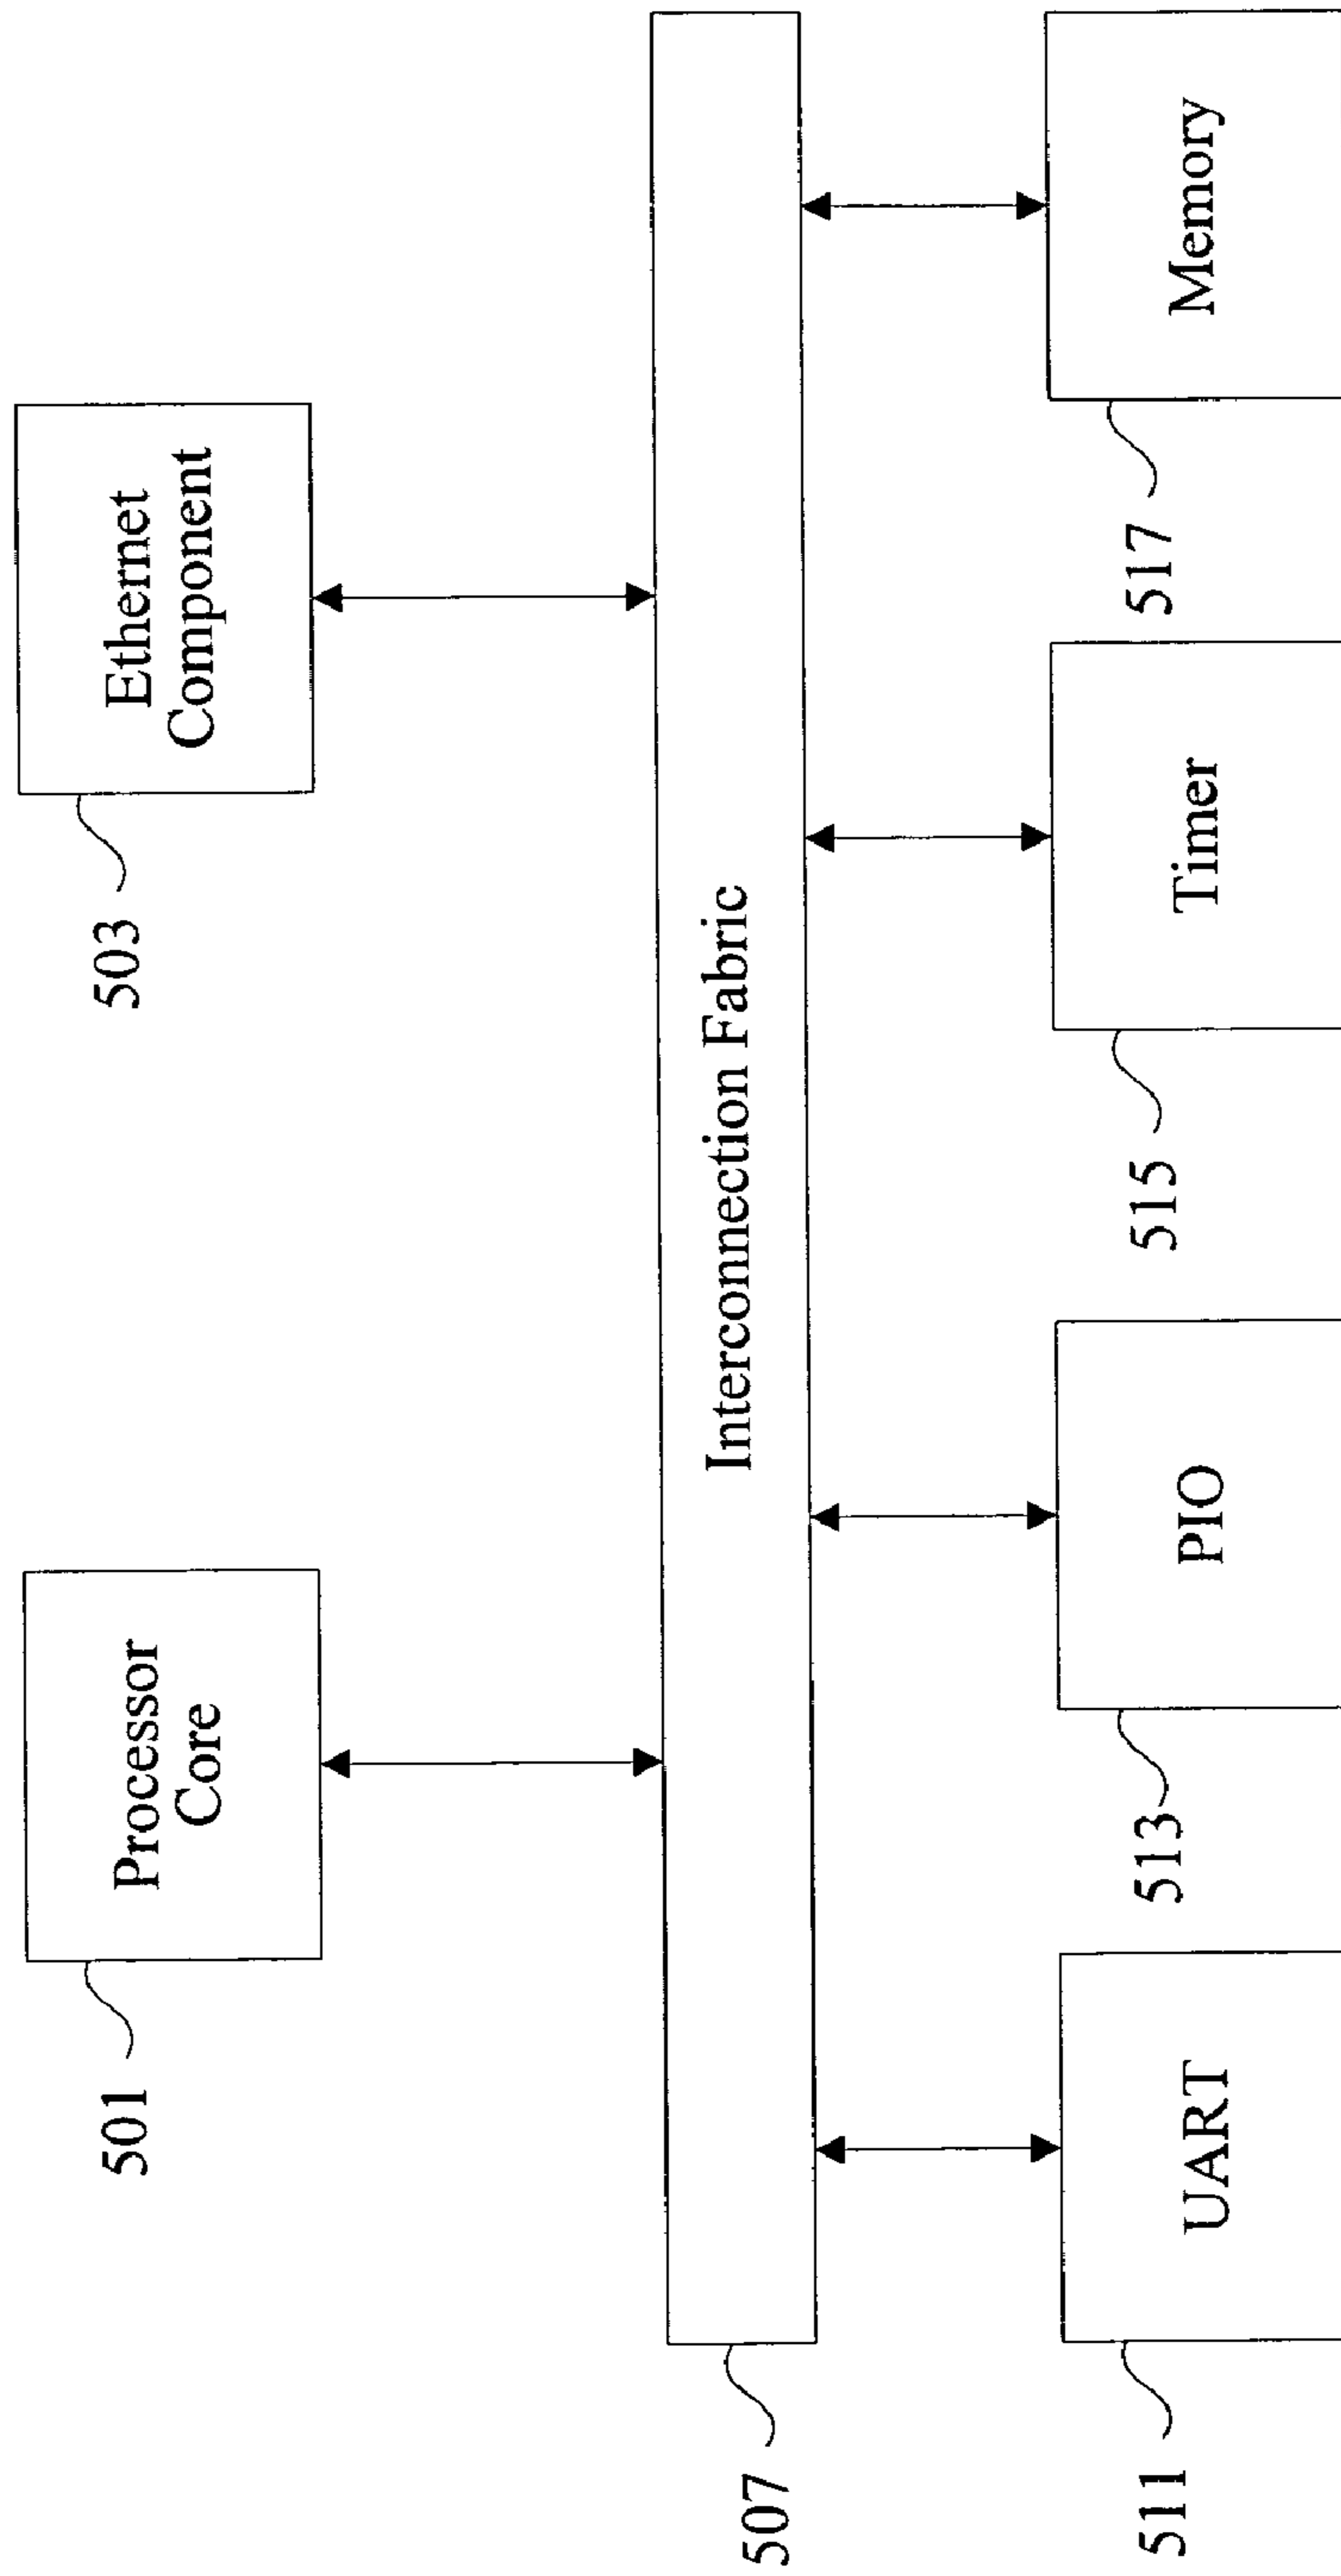 Processor
Core
501
Ethernet
Component
503
Interconnection Fabric
507
UART
511
PIO
513
Timer
515
Memory
517